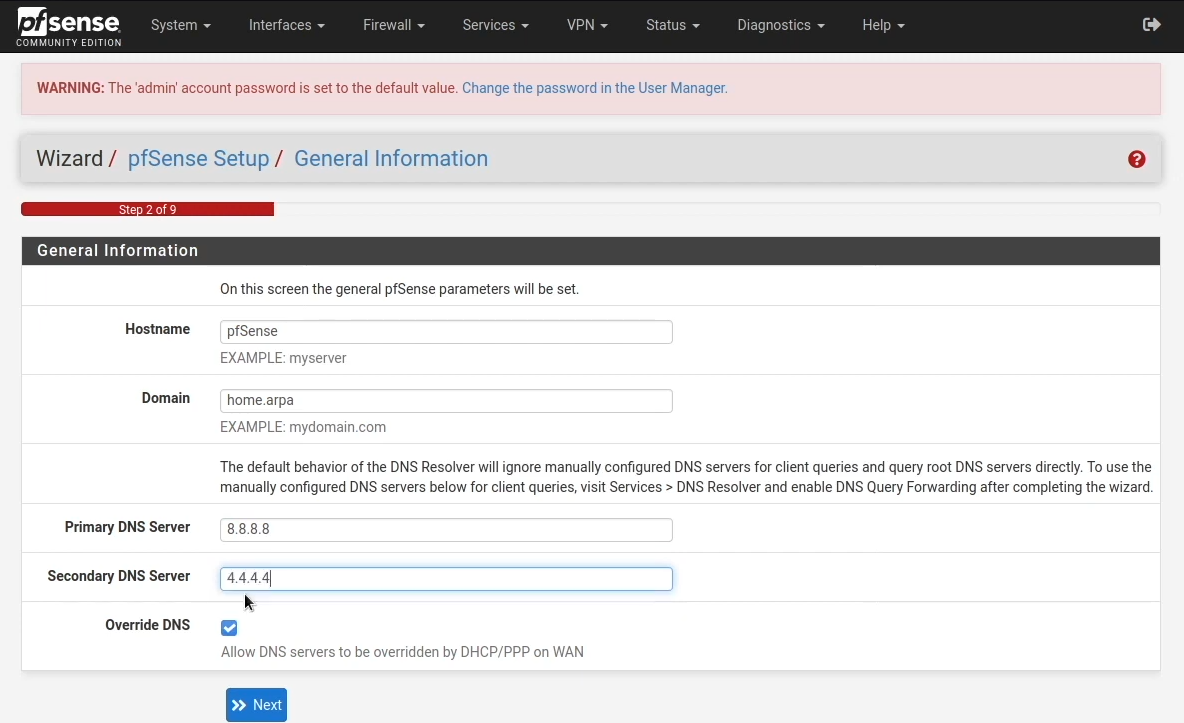 pfsense
COMMUNITY EDITION
System Interfaces Firewall Services VPN Status Diagnostics Help
WARNING: The 'admin' account password is set to the default value. Change the password in the User Manager.
Wizard / pfSense Setup / General Information
?
Step 2 of 9
General Information
On this screen the general pfSense parameters will be set.
Hostname
pfSense
EXAMPLE: myserver
Domain
home.arpa
EXAMPLE: mydomain.com
The default behavior of the DNS Resolver will ignore manually configured DNS servers for client queries and query root DNS servers directly. To use the
manually configured DNS servers below for client queries, visit Services > DNS Resolver and enable DNS Query Forwarding after completing the wizard.
Primary DNS Server
8.8.8.8
Secondary DNS Server
4.4.4.4
Override DNS
Allow DNS servers to be overridden by DHCP/PPP on WAN
Next